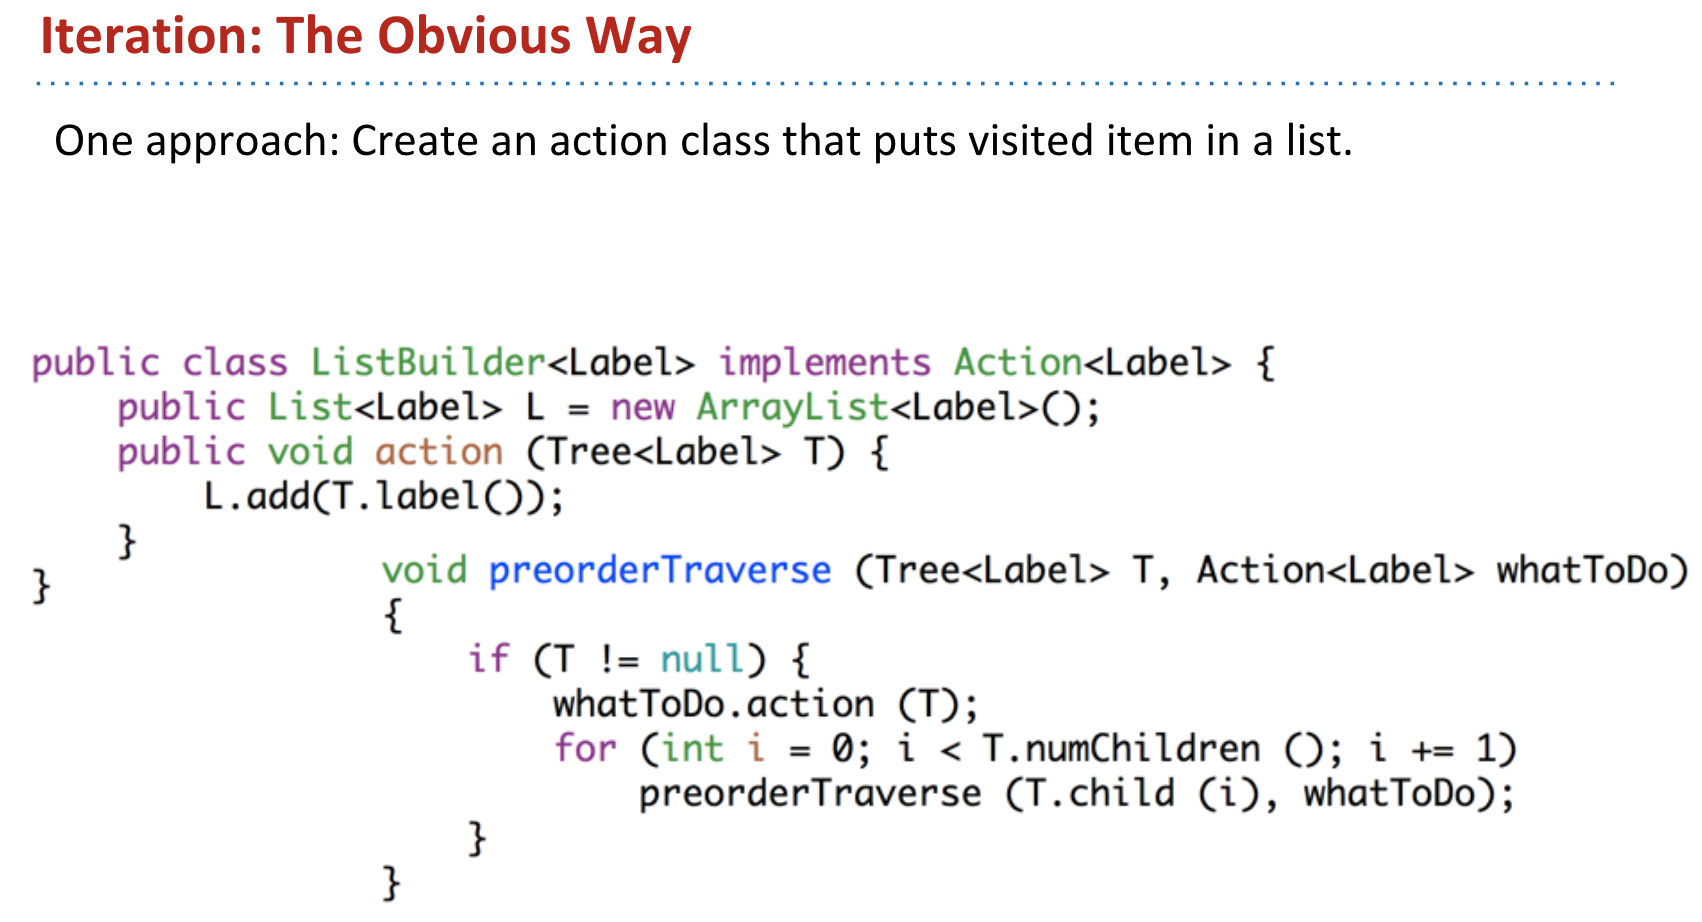 Iteration: The Obvious Way
One approach: Create an action class that puts visited item in a list.
public class ListBuilder<Label> implements Action<Label> {
    public List<Label> L = new ArrayList<Label>();
    public void action (Tree<Label> T) {
        L.add(T.label());
    }
}
void preorderTraverse (Tree<Label> T, Action<Label> whatToDo)
{
    if (T != null) {
        whatToDo.action (T);
        for (int i = 0; i < T.numChildren (); i += 1)
            preorderTraverse (T.child (i), whatToDo);
    }
}